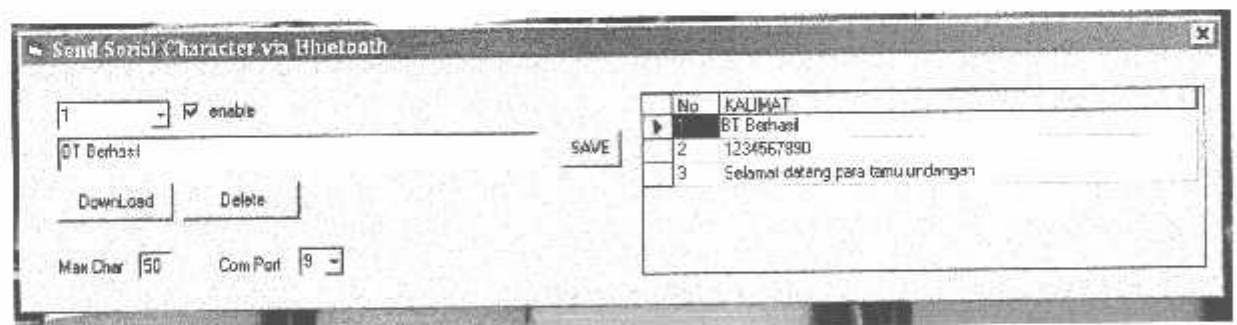 Send Serial Character via Bluetooth
1 enable
BT Berhasil
SAVE
DownLoad Delete
Max Char 50 Com Port 9
No KALIMAT
1 BT Berhasil
2 1234567890
3 Selamat datang para tamu undangan